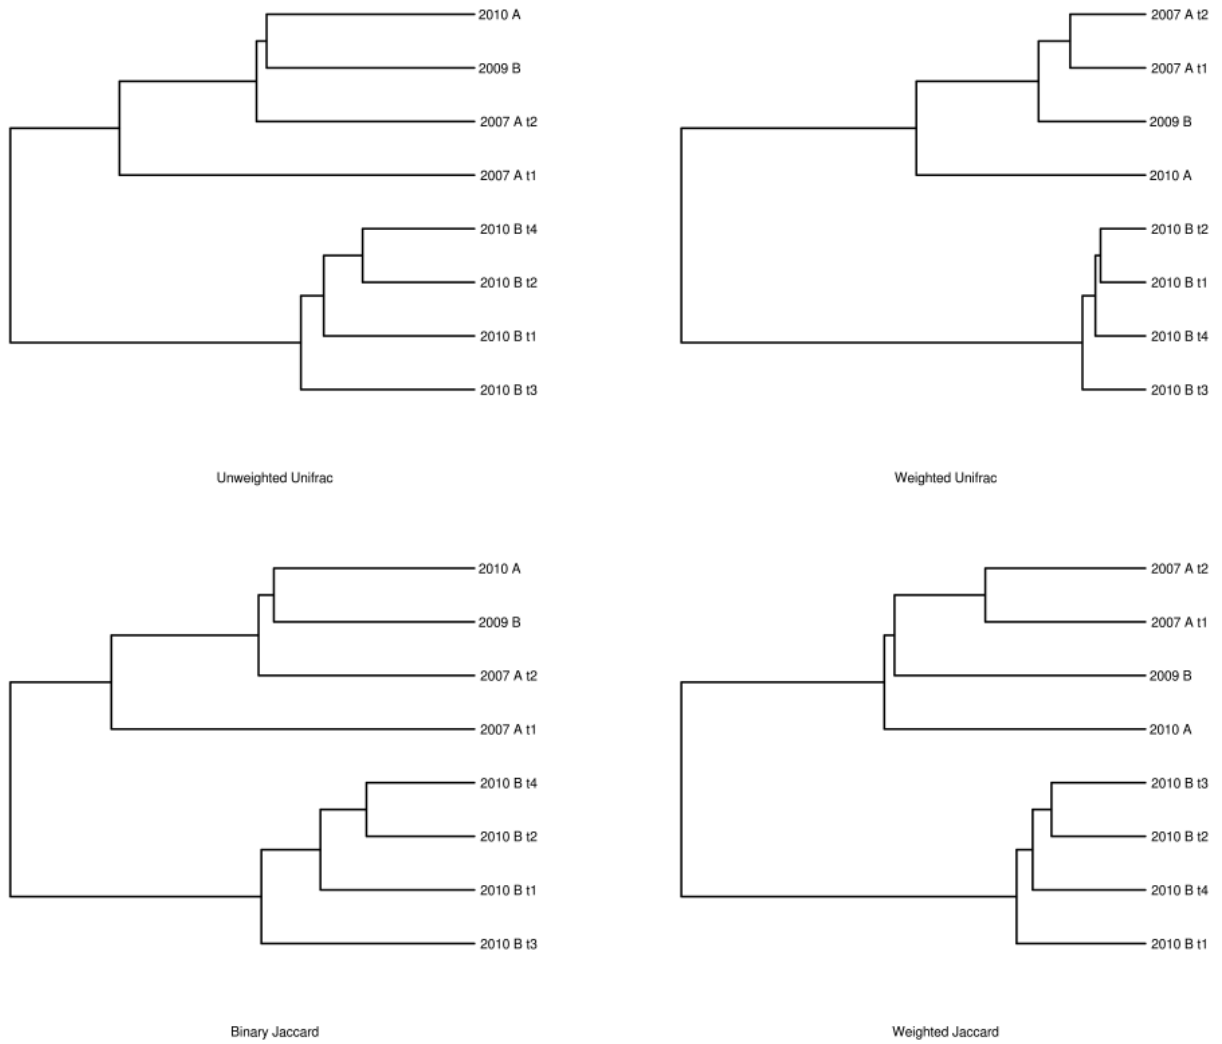 2010 A
2009 B
2007 A t2
2007 A t1
2010 B t4
2010 B t2
2010 B t1
2010 B t3
Unweighted Unifrac
2007 A t2
2007 A t1
2009 B
2010 A
2010 B t2
2010 B t1
2010 B t4
2010 B t3
Weighted Unifrac
2010 A
2009 B
2007 A t2
2007 A t1
2010 B t4
2010 B t2
2010 B t1
2010 B t3
Binary Jaccard
2007 A t2
2007 A t1
2009 B
2010 A
2010 B t3
2010 B t2
2010 B t4
2010 B t1
Weighted Jaccard